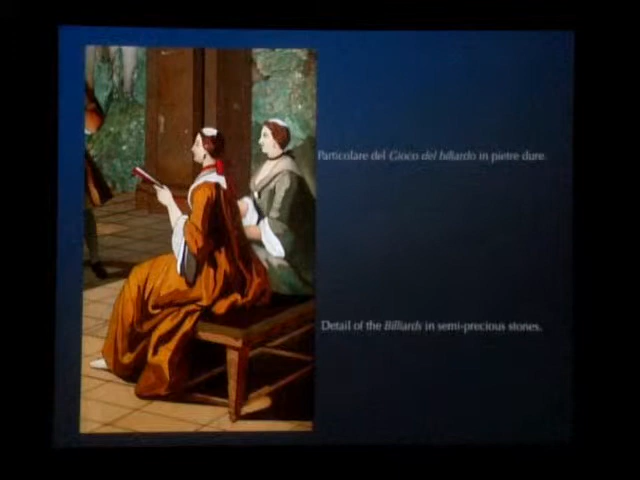 Particolare del Gioco del biliardo in pietre dure.
Detail of the Billiards in semi-precious stones.